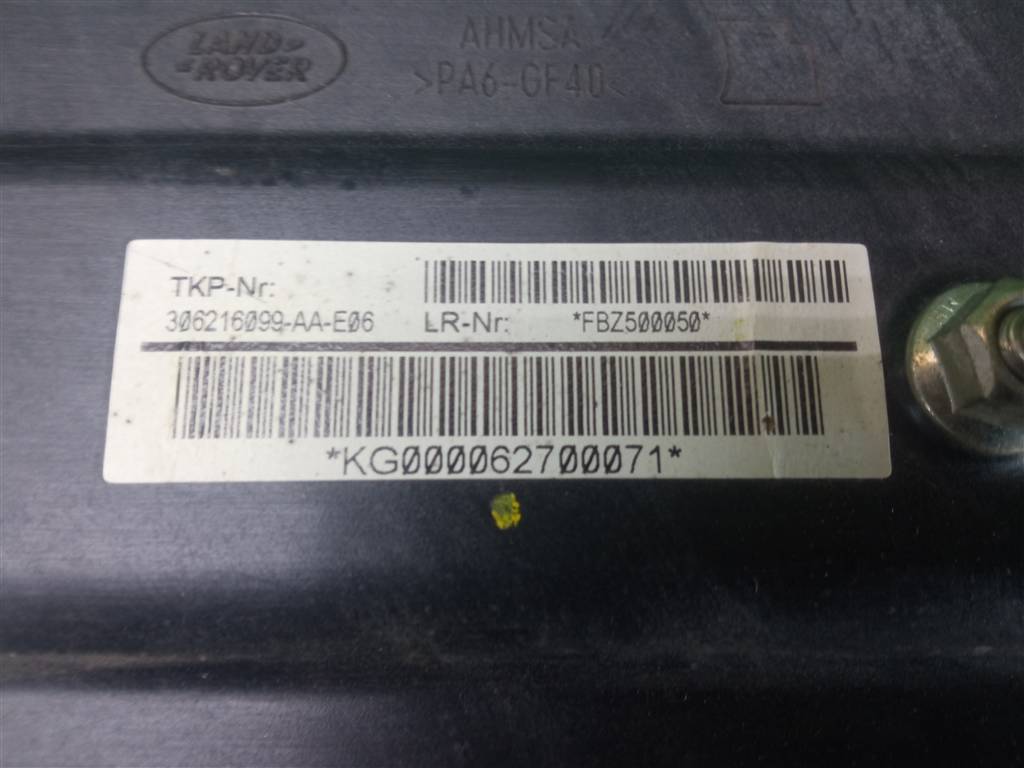 LAND
ROVER
AHMSA
>PA6-GF40<
TKP-Nr:
306216099-AA-E06
LR-Nr:
*FBZ500050*
*KG000062700071*